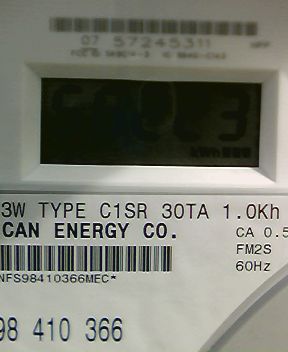 07 57245311
kWh
3W TYPE C1SR 30TA 1.0Kh
CAN ENERGY CO.
CA 0.5
FM2S
60Hz
NFS98410366MEC*
98 410 366